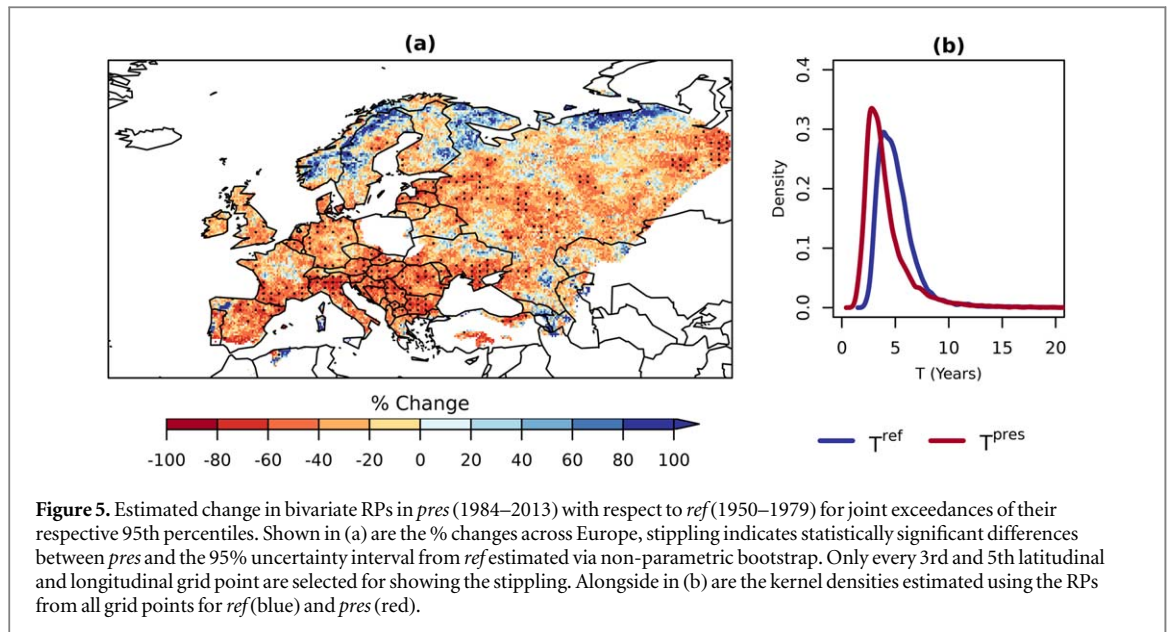 (a)
% Change
-100 -80 -60 -40 -20 0 20 40 60 80 100
(b)
Density
0.4
0.3
0.2
0.1
0.0
0 5 10 15 20
T (Years)
T^ref T^pres
Figure 5. Estimated change in bivariate RPs in pres (1984–2013) with respect to ref (1950–1979) for joint exceedances of their
respective 95th percentiles. Shown in (a) are the % changes across Europe, stippling indicates statistically significant differences
between pres and the 95% uncertainty interval from ref estimated via non-parametric bootstrap. Only every 3rd and 5th latitudinal
and longitudinal grid point are selected for showing the stippling. Alongside in (b) are the kernel densities estimated using the RPs
from all grid points for ref (blue) and pres (red).